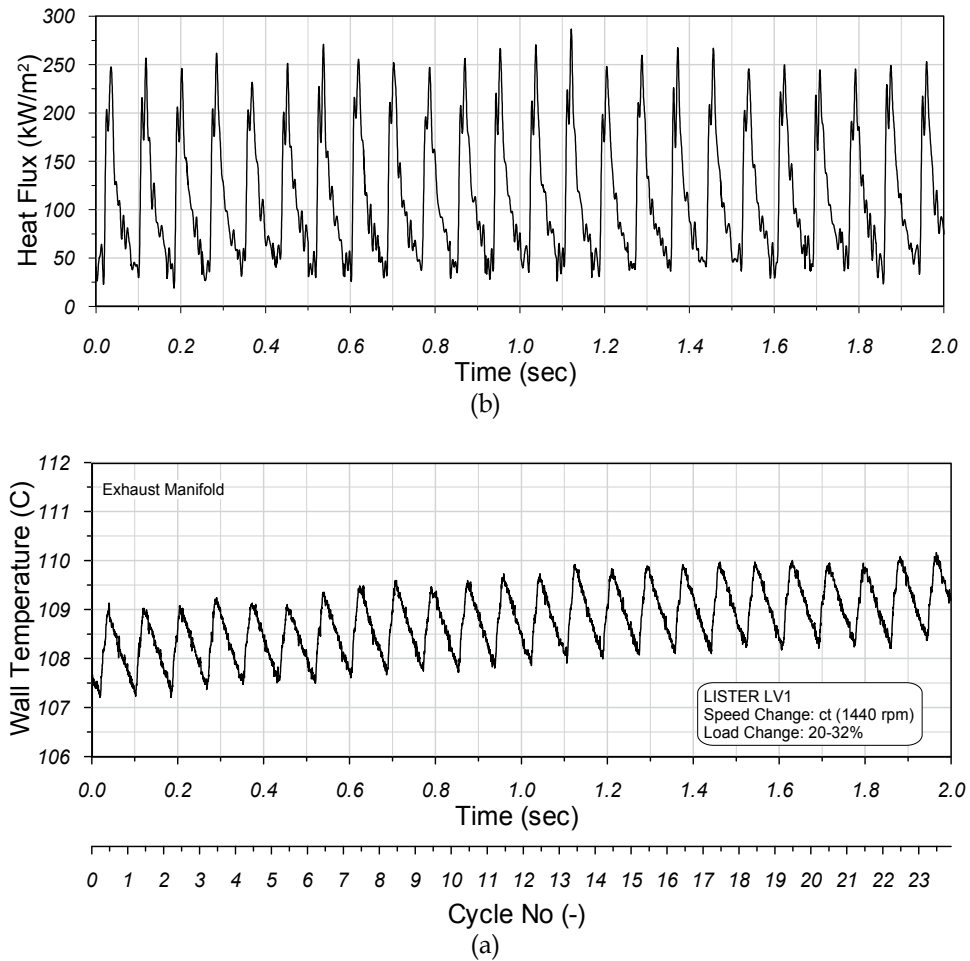 300
250
200
150
100
50
0
Heat Flux (kW/m²)
0.0 0.2 0.4 0.6 0.8 1.0 1.2 1.4 1.6 1.8 2.0
Time (sec)
(b)
112
111
110
109
108
107
106
Wall Temperature (C)
Exhaust Manifold
LISTER LV1
Speed Change: ct (1440 rpm)
Load Change: 20-32%
0.0 0.2 0.4 0.6 0.8 1.0 1.2 1.4 1.6 1.8 2.0
Time (sec)
0 1 2 3 4 5 6 7 8 9 10 11 12 13 14 15 16 17 18 19 20 21 22 23
Cycle No (-)
(a)